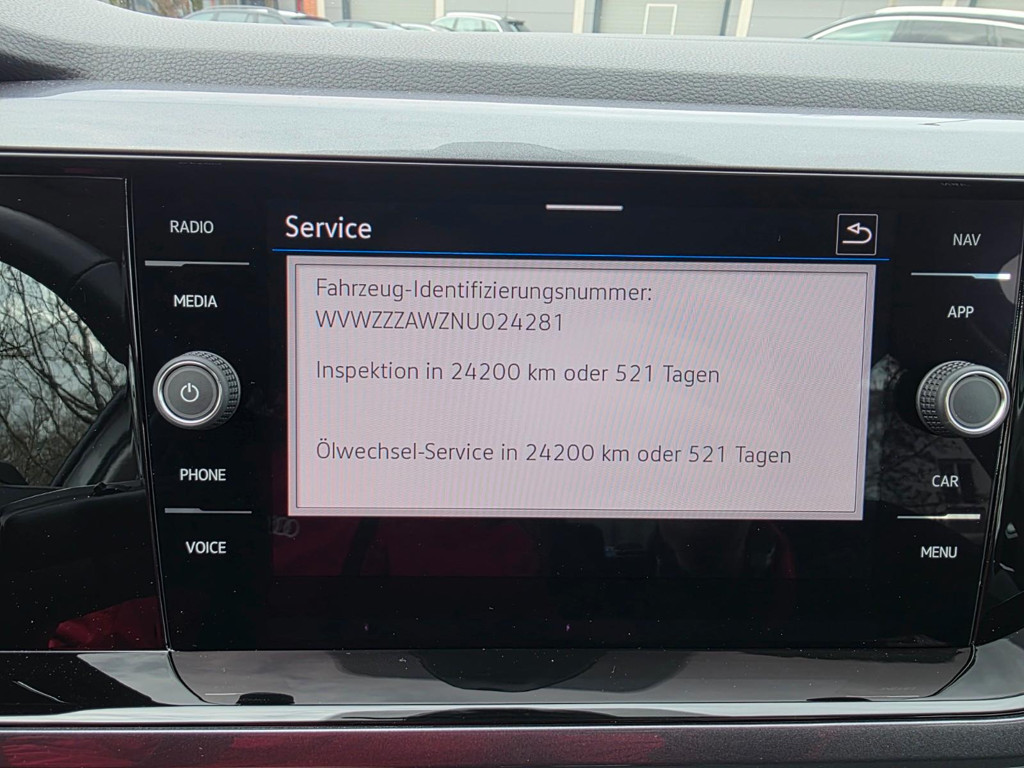 RADIO
MEDIA
PHONE
VOICE
Service
Fahrzeug-Identifizierungsnummer:
WVWZZZAWZNU024281
Inspektion in 24200 km oder 521 Tagen
Ölwechsel-Service in 24200 km oder 521 Tagen
NAV
APP
CAR
MENU